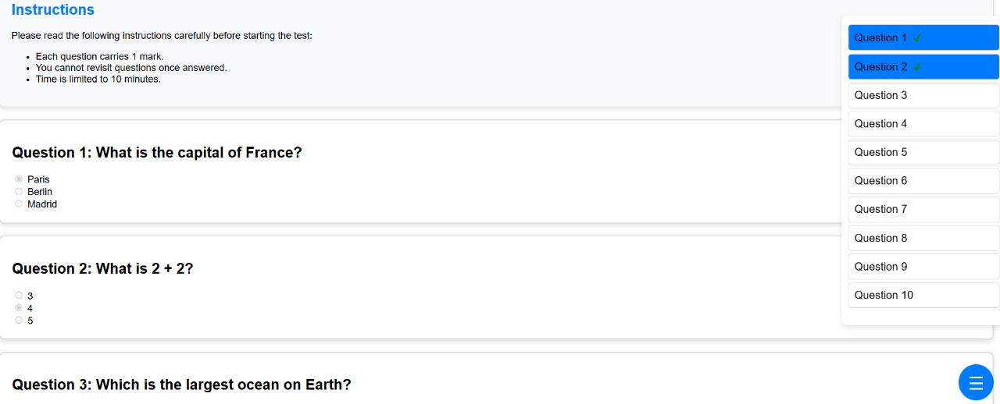 Instructions
Please read the following instructions carefully before starting the test:
Each question carries 1 mark.
You cannot revisit questions once answered.
Time is limited to 10 minutes.
Question 1: What is the capital of France?
Paris
Berlin
Madrid
Question 2: What is 2 + 2?
3
4
5
Question 3: Which is the largest ocean on Earth?
Question 1 ✓
Question 2 ✓
Question 3
Question 4
Question 5
Question 6
Question 7
Question 8
Question 9
Question 10